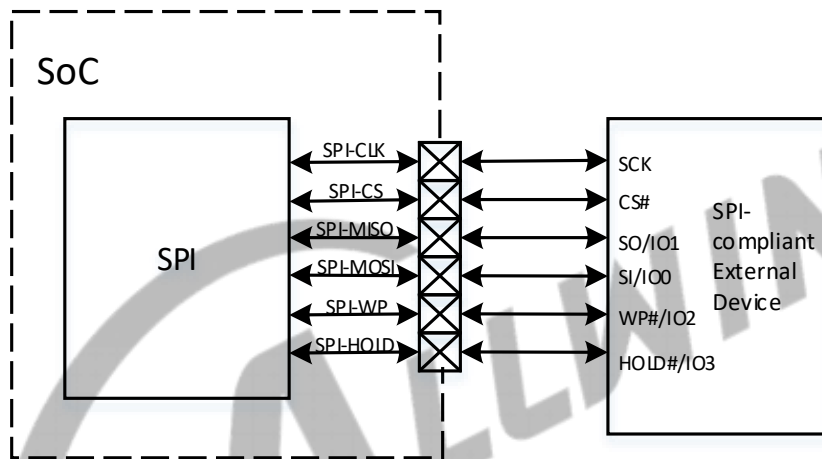 SoC
SPI
SPI-CLK
SPI-CS
SPI-MISO
SPI-MOSI
SPI-WP
SPI-HOLD
SCK
CS#
SO/IO1
SI/IO0
WP#/IO2
HOLD#/IO3
SPI-
compliant
External
Device
ALLWIN